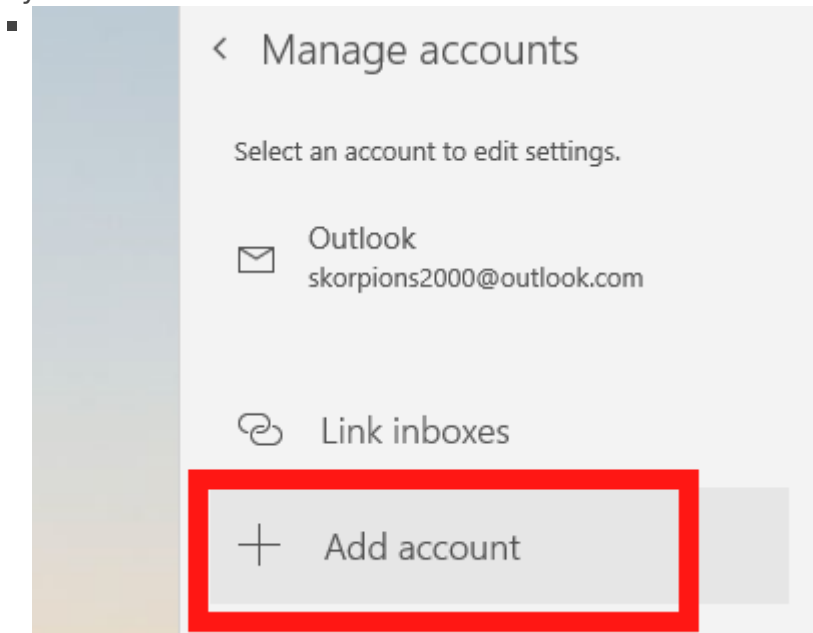 Manage accounts
Select an account to edit settings.
Outlook
skorpions2000@outlook.com
Link inboxes
Add account